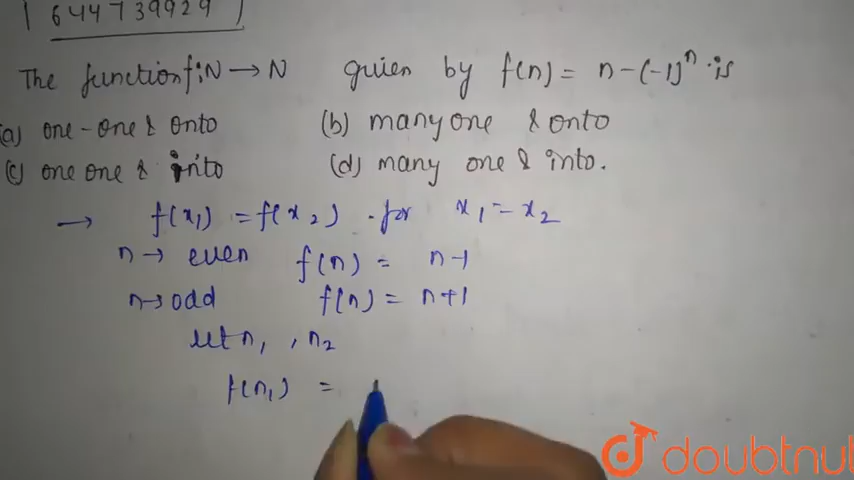 644739929
The function f: N → N given by f(n) = n - (-1)^n . is
(a) one-one & onto (b) many one & onto
(c) one one & into (d) many one & into.
→ f(x₁) = f(x₂) . for x₁ = x₂
n → even f(n) = n-1
n → odd f(n) = n+1
let n₁ , n₂
f(n₁) =
doubtnut